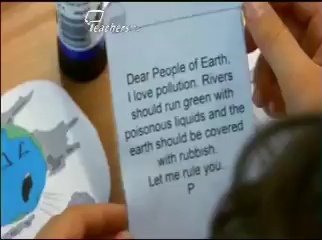 Teachers
Dear People of Earth,
I love pollution. Rivers
should run green with
poisonous liquids and the
earth should be covered
with rubbish.
Let me rule you.
P